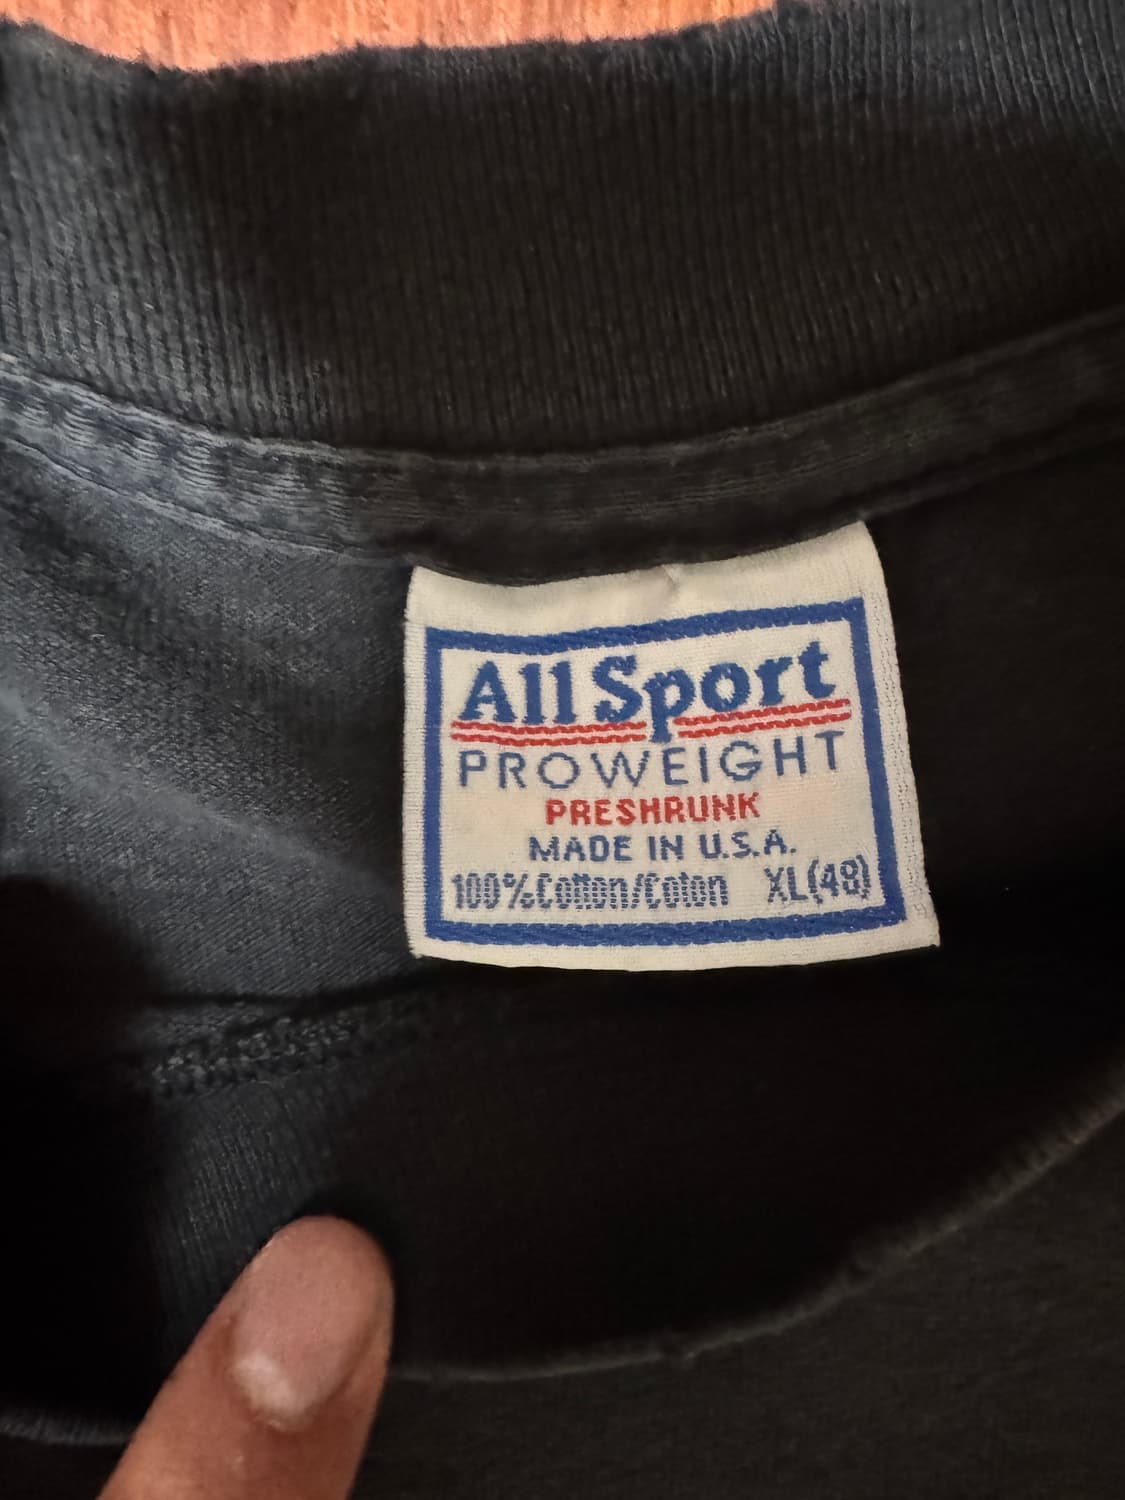 All Sport
PROWEIGHT
PRESHRUNK
MADE IN U.S.A.
100%Cotton/Coton XL(48)